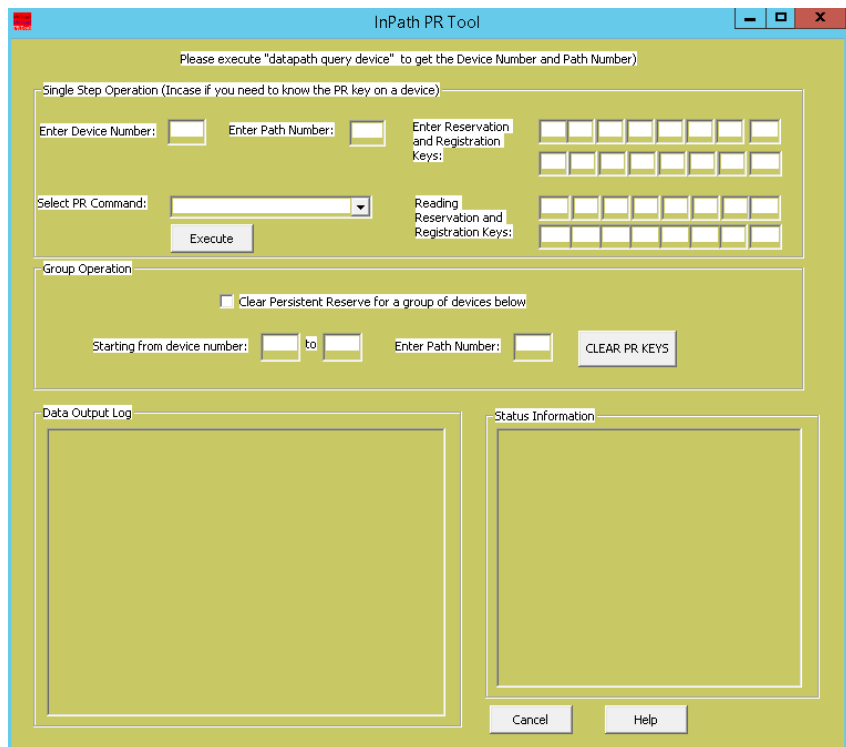 InPath PR Tool
Please execute "datapath query device"  to get the Device Number and Path Number)
Single Step Operation (Incase if you need to know the PR key on a device)
Enter Device Number:
Enter Path Number:
Enter Reservation
and Registration
Keys:
Select PR Command:
Reading
Reservation and
Registration Keys:
Execute
Group Operation
Clear Persistent Reserve for a group of devices below
Starting from device number:
to
Enter Path Number:
CLEAR PR KEYS
Data Output Log
Status Information
Cancel
Help